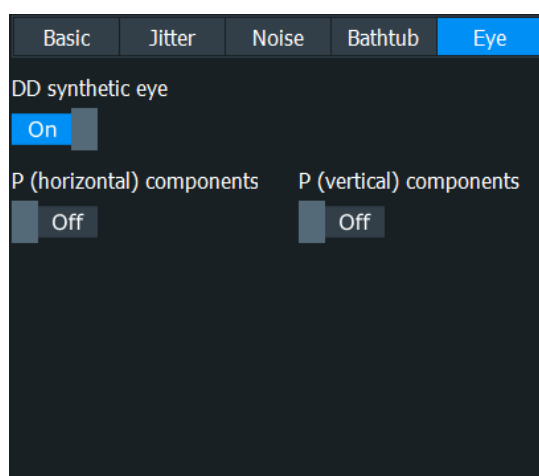 Basic Jitter Noise Bathtub Eye
DD synthetic eye
On
P (horizontal) components P (vertical) components
Off Off